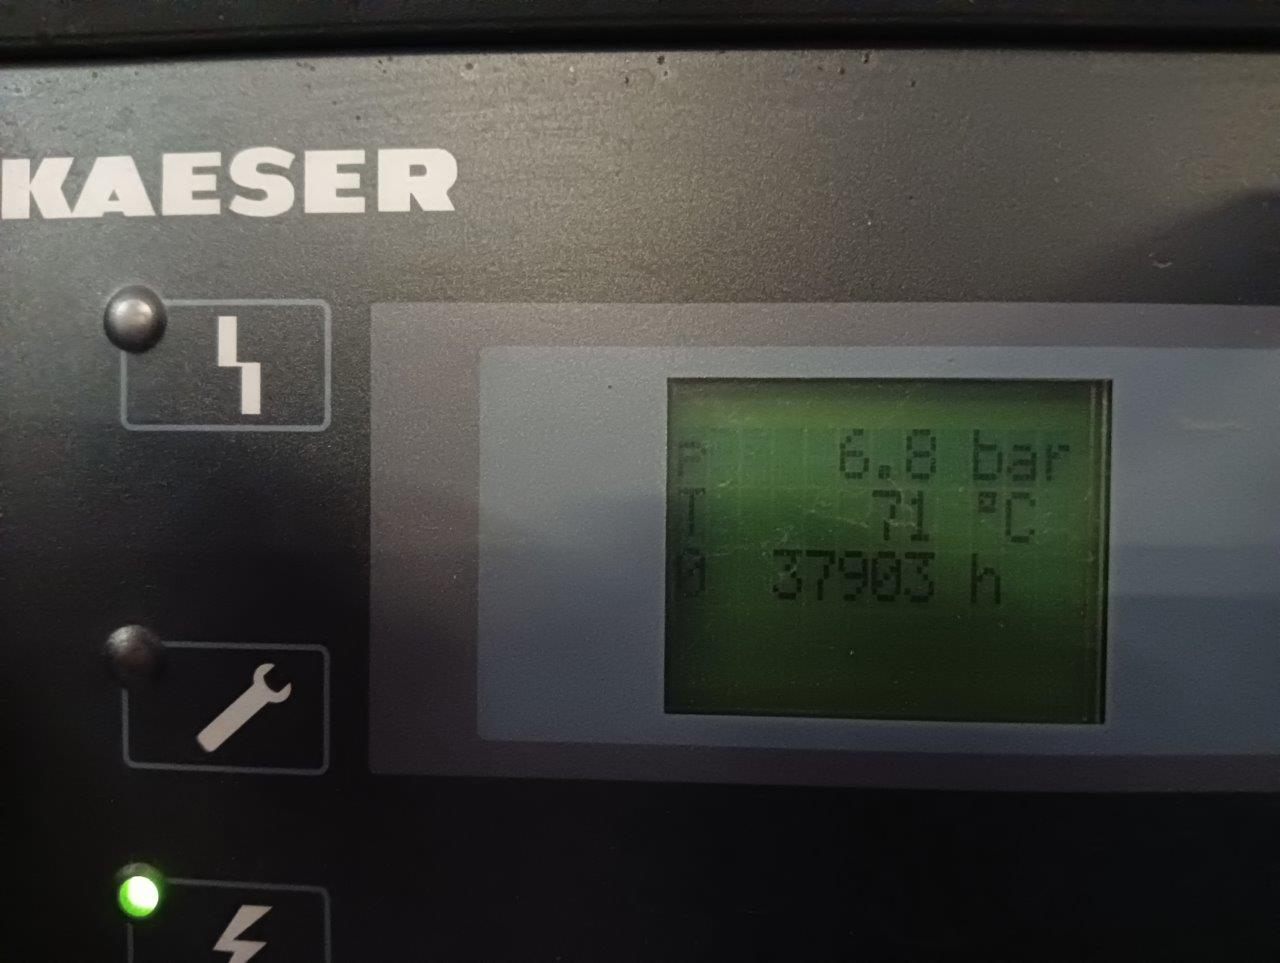 KAESER
P 6.8 bar
T 71 °C
0 37903 h